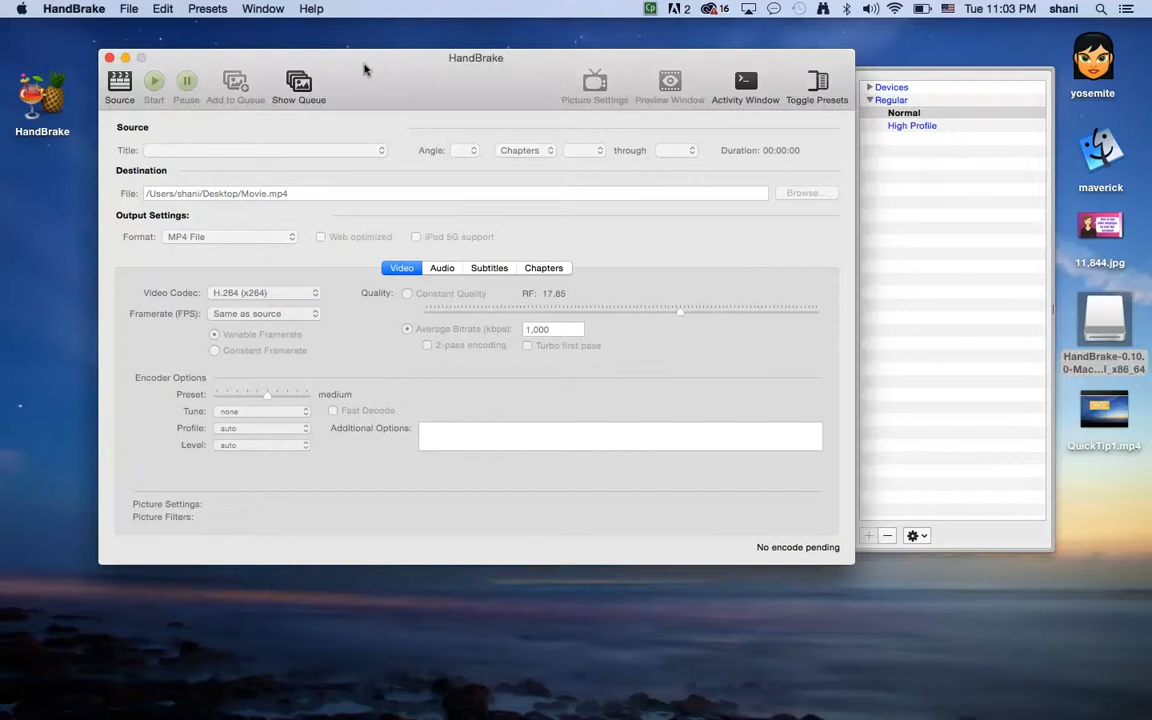 HandBrake File Edit Presets Window Help
2 16 Tue 11:03 PM shani
HandBrake
Source Start Pause Add to Queue Show Queue Picture Settings Preview Window Activity Window Toggle Presets
Source
Title: Angle: Chapters through Duration: 00:00:00
Destination
File: /Users/shani/Desktop/Movie.mp4 Browse...
Output Settings:
Format: MP4 File Web optimized iPod 5G support
Video Audio Subtitles Chapters
Video Codec: H.264 (x264) Quality: Constant Quality RF: 17.85
Framerate (FPS): Same as source
Variable Framerate Average Bitrate (kbps): 1,000
Constant Framerate 2-pass encoding Turbo first pass
Encoder Options
Preset: medium
Tune: none Fast Decode
Profile: auto Additional Options:
Level: auto
Picture Settings:
Picture Filters:
No encode pending
Devices
Regular
Normal
High Profile
HandBrake
yosemite
maverick
11,844.jpg
HandBrake-0.10.
0-Mac...l_x86_64
QuickTip1.mp4